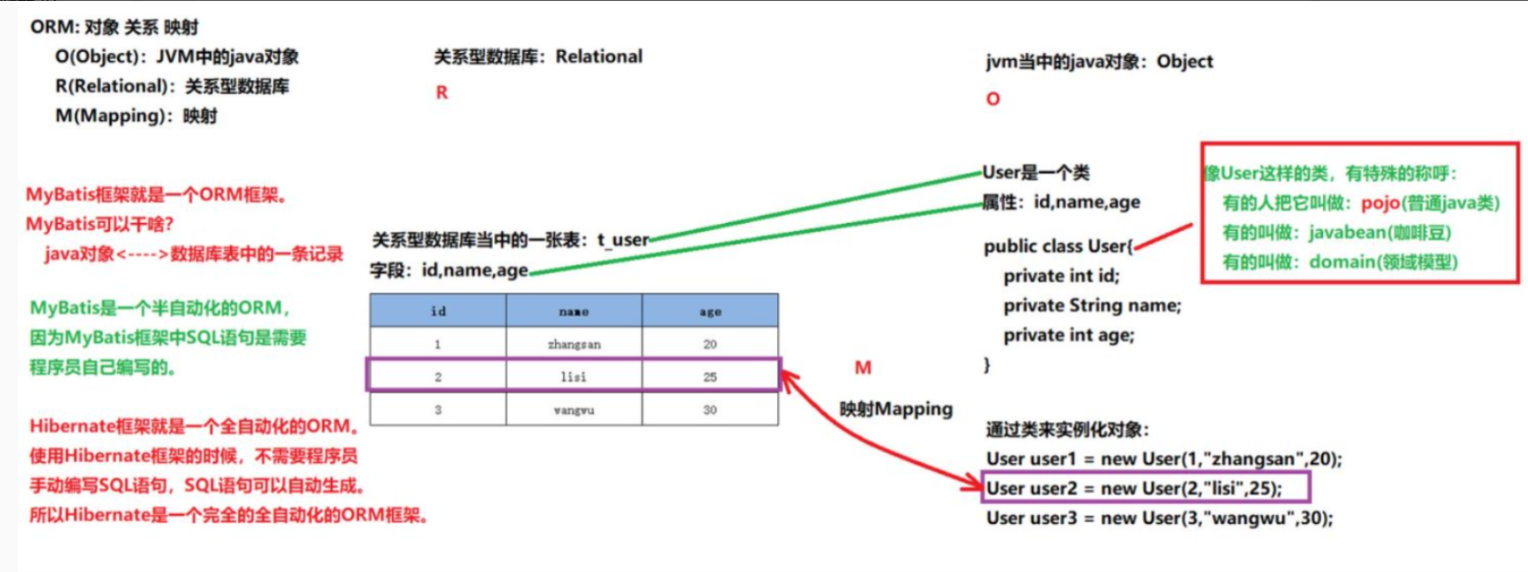 ORM: 对象 关系 映射
O(Object)：JVM中的java对象
R(Relational)：关系型数据库
M(Mapping)：映射
关系型数据库：Relational
R
jvm当中的java对象：Object
O
MyBatis框架就是一个ORM框架。
MyBatis可以干啥？
java对象<---->数据库表中的一条记录
MyBatis是一个半自动化的ORM，
因为MyBatis框架中SQL语句是需要
程序员自己编写的。
Hibernate框架就是一个全自动化的ORM。
使用Hibernate框架的时候，不需要程序员
手动编写SQL语句，SQL语句可以自动生成。
所以Hibernate是一个完全的全自动化的ORM框架。
关系型数据库当中的一张表：t_user
字段：id,name,age
id name age
1 zhangsan 20
2 lisi 25
3 wangwu 30
M
映射Mapping
User是一个类
属性：id,name,age
public class User{
private int id;
private String name;
private int age;
}
像User这样的类，有特殊的称呼：
有的人把它叫做：pojo(普通java类)
有的叫做：javabean(咖啡豆)
有的叫做：domain(领域模型)
通过类来实例化对象：
User user1 = new User(1,"zhangsan",20);
User user2 = new User(2,"lisi",25);
User user3 = new User(3,"wangwu",30);